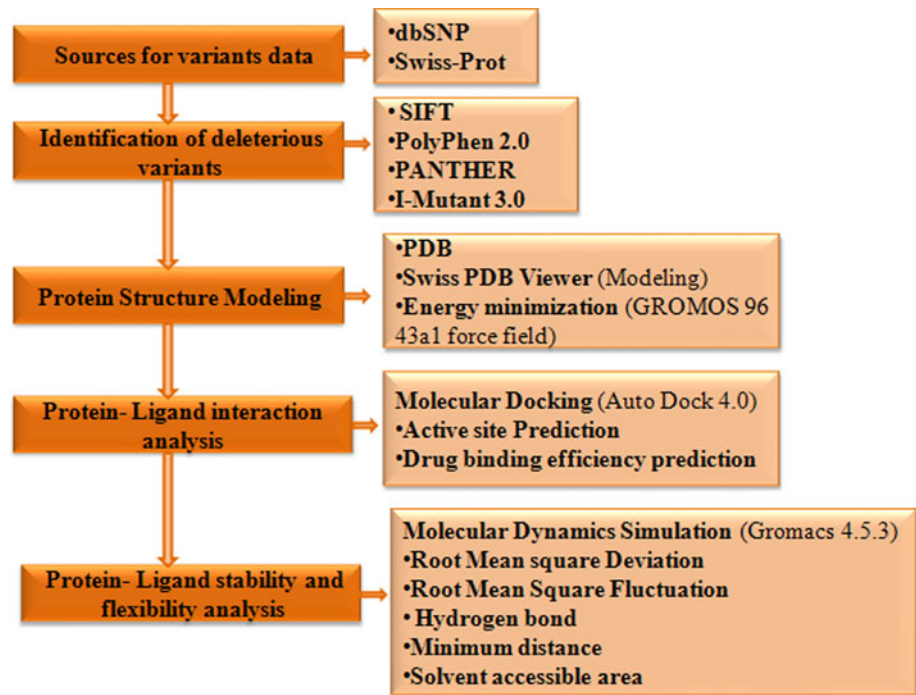 Sources for variants data
•dbSNP
•Swiss-Prot
Identification of deleterious
variants
• SIFT
•PolyPhen 2.0
•PANTHER
•I-Mutant 3.0
Protein Structure Modeling
•PDB
•Swiss PDB Viewer (Modeling)
•Energy minimization (GROMOS 96
43a1 force field)
Protein- Ligand interaction
analysis
Molecular Docking (Auto Dock 4.0)
•Active site Prediction
•Drug binding efficiency prediction
Protein- Ligand stability and
flexibility analysis
Molecular Dynamics Simulation (Gromacs 4.5.3)
•Root Mean square Deviation
•Root Mean Square Fluctuation
• Hydrogen bond
•Minimum distance
•Solvent accessible area